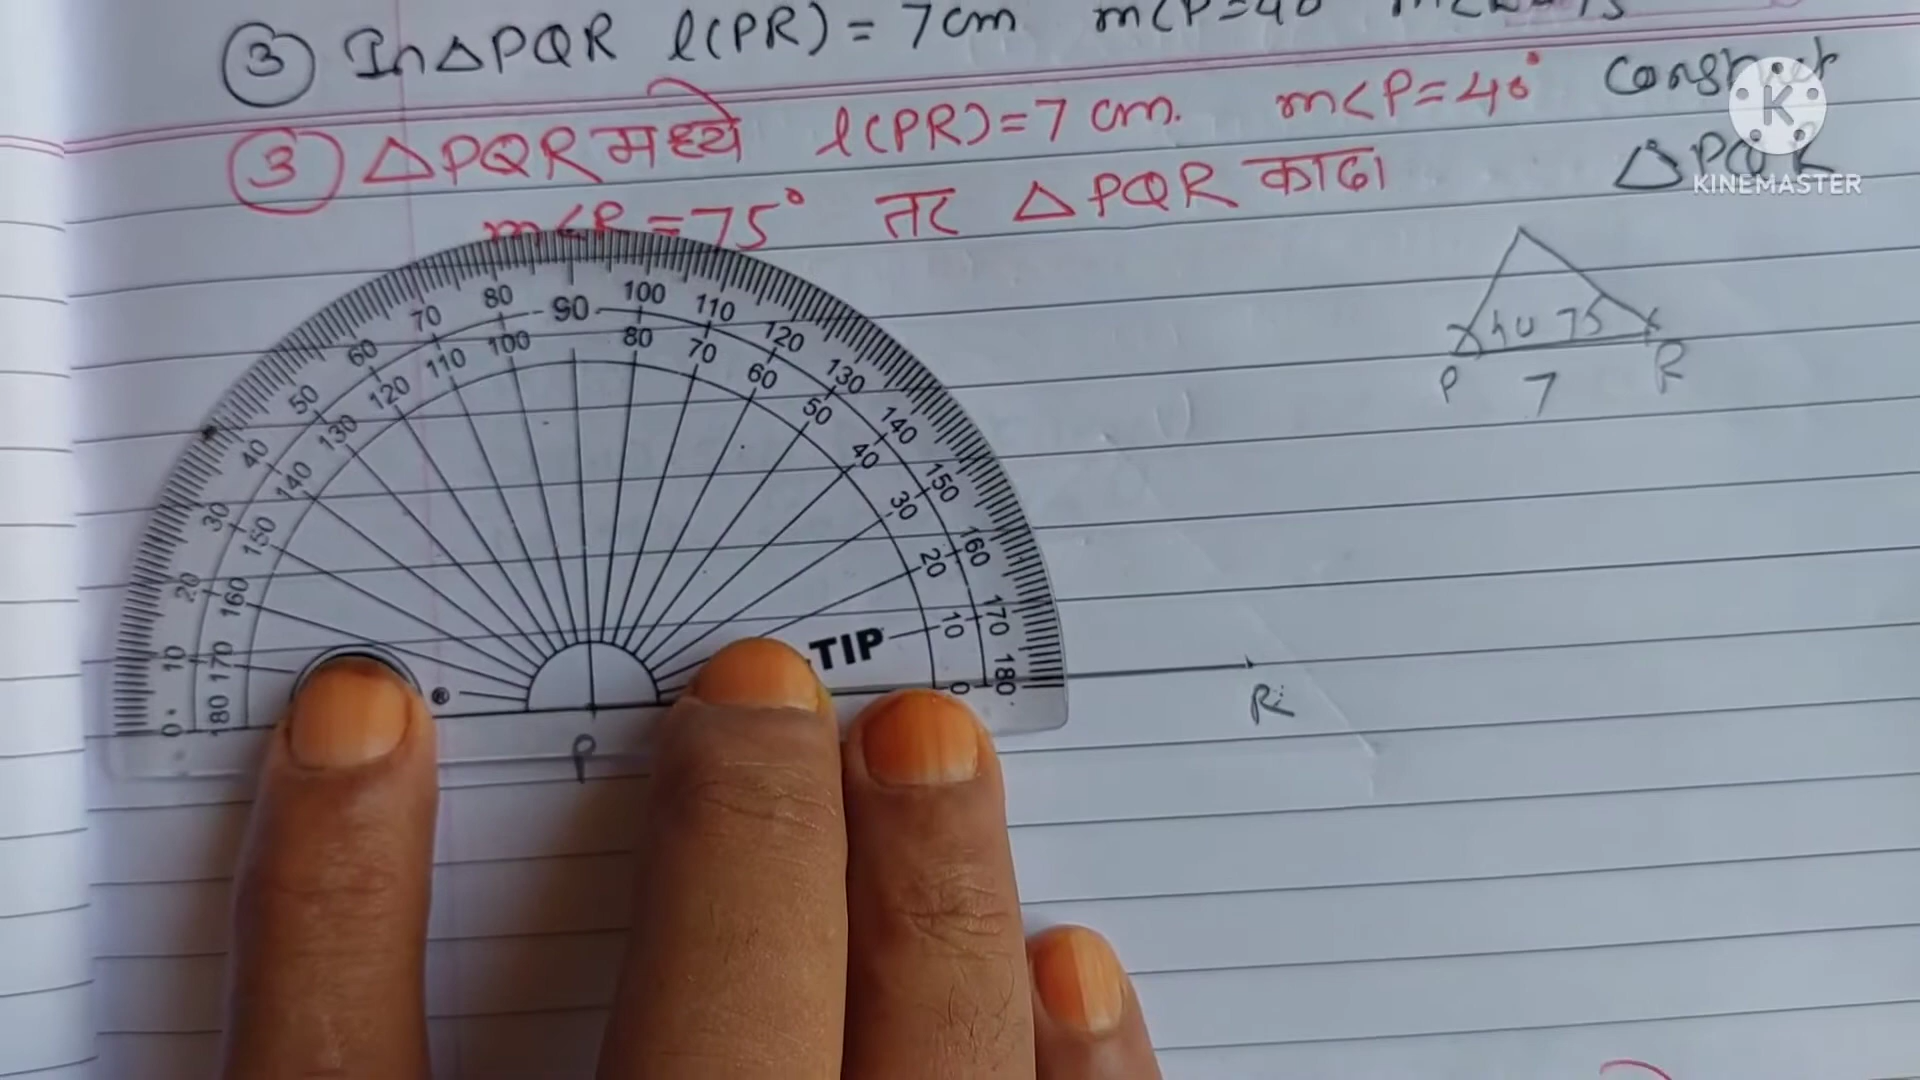 ③ In △PQR l(PR) = 7cm m∠P=40
Construct
△PQR
③ △PQR मध्ये l(PR)=7 cm. m∠P=40°
m∠R=75° तर △PQR काढा
KINEMASTER
40 75
P 7 R
80 90 100
70 110
60 120
50 130
40 140
30 150
20 160
10 170
0 180
100 80
110 70
120 60
130 50
140 40
150 30
160 20
170 10
180 0
TIP
®
P
R